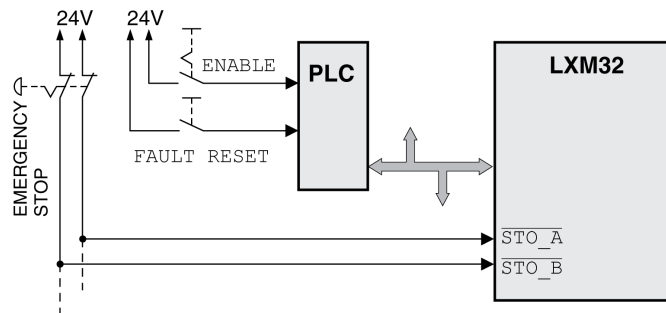 24V 24V
ENABLE
PLC
LXM32
FAULT RESET
EMERGENCY
STOP
STO_A
STO_B